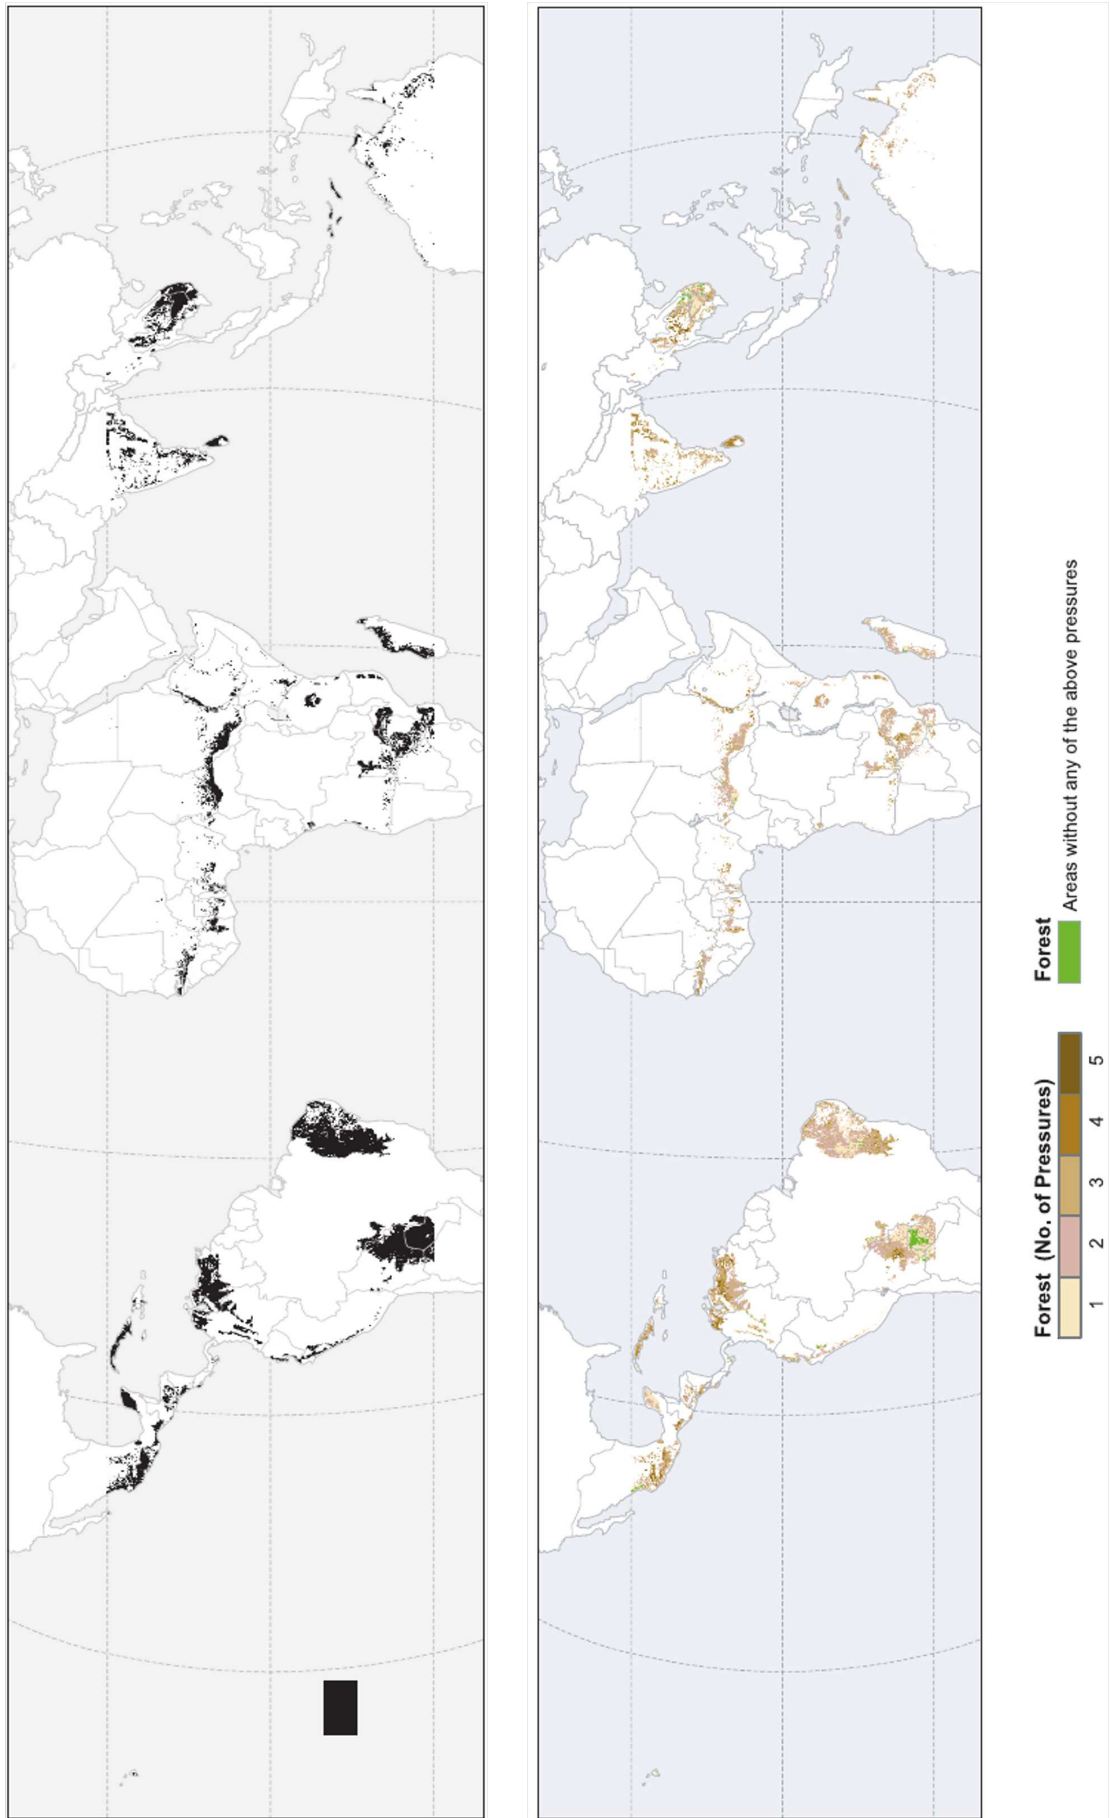 Forest (No. of Pressures)
1 2 3 4 5
Forest
Areas without any of the above pressures